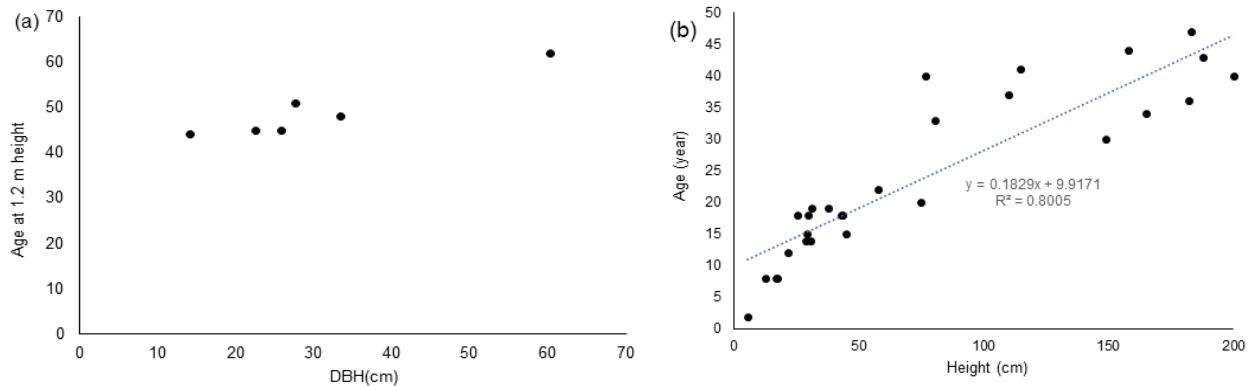 (a)
70
60
50
40
30
20
10
0
Age at 1.2 m height
0 10 20 30 40 50 60 70
DBH(cm)
(b)
50
45
40
35
30
25
20
15
10
5
0
Age (year)
y = 0.1829x + 9.9171
R² = 0.8005
0 50 100 150 200
Height (cm)